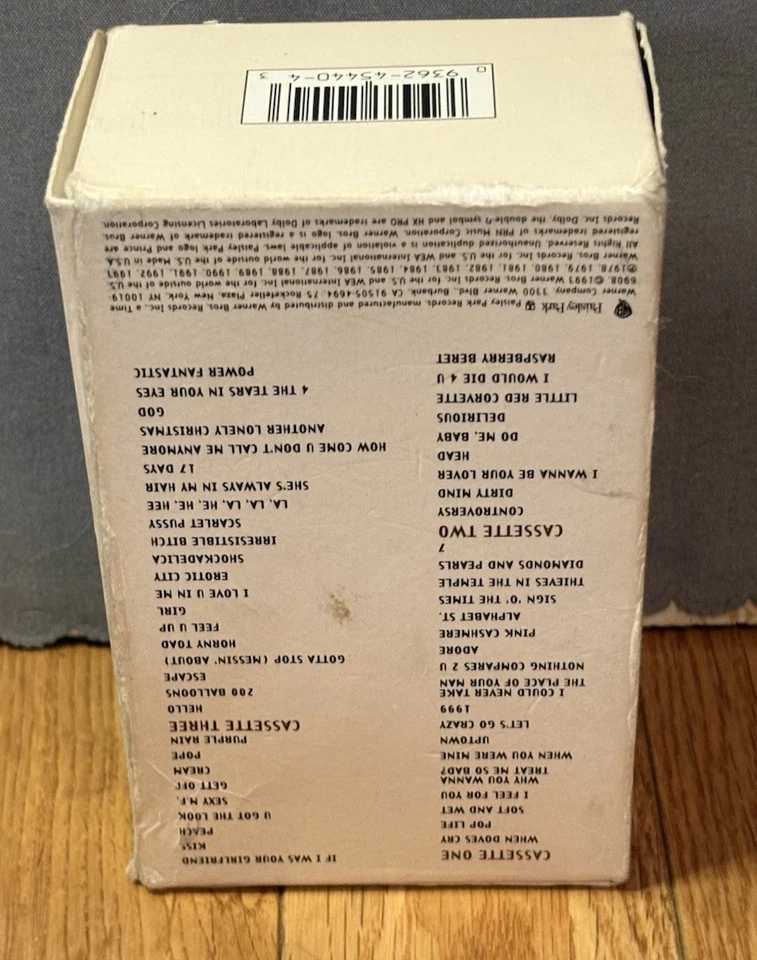 CASSETTE ONE
WHEN DOVES CRY
POP LIFE
SOFT AND WET
I FEEL FOR YOU
WHY YOU WANNA
TREAT ME SO BAD?
WHEN YOU WERE MINE
UPTOWN
LET'S GO CRAZY
1999
I COULD NEVER TAKE
THE PLACE OF YOUR MAN
NOTHING COMPARES 2 U
ADORE
PINK CASHMERE
ALPHABET ST.
SIGN 'O' THE TIMES
THIEVES IN THE TEMPLE
DIAMONDS AND PEARLS
7
CASSETTE TWO
CONTROVERSY
DIRTY MIND
I WANNA BE YOUR LOVER
HEAD
DO ME, BABY
DELIRIOUS
LITTLE RED CORVETTE
I WOULD DIE 4 U
RASPBERRY BERET
IF I WAS YOUR GIRLFRIEND
KISS
PEACH
U GOT THE LOOK
SEXY M.F.
GETT OFF
CREAM
POPE
PURPLE RAIN
CASSETTE THREE
HELLO
200 BALLOONS
ESCAPE
GOTTA STOP (MESSIN' ABOUT)
HORNY TOAD
FEEL U UP
GIRL
I LOVE U IN ME
EROTIC CITY
SHOCKADELICA
IRRESISTIBLE BITCH
SCARLET PUSSY
LA, LA, LA, HE, HE, HEE
SHE'S ALWAYS IN MY HAIR
17 DAYS
HOW COME U DON'T CALL ME ANYMORE
ANOTHER LONELY CHRISTMAS
GOD
4 THE TEARS IN YOUR EYES
POWER FANTASTIC
Paisley Park Paisley Park Records, manufactured and distributed by Warner Bros. Records Inc., a Time
Warner Company, 3300 Warner Blvd., Burbank, CA 91505-4694. 75 Rockefeller Plaza, New York, NY 10019-
6908. ©1993 Warner Bros. Records Inc. for the U.S. and WEA International Inc. for the world outside of the U.S.
℗1978, 1979, 1980, 1981, 1982, 1983, 1984, 1985, 1986, 1987, 1988, 1989, 1990, 1991, 1992, 1993
Warner Bros. Records Inc. for the U.S. and WEA International Inc. for the world outside of the U.S. Made in U.S.A.
All Rights Reserved. Unauthorized duplication is a violation of applicable laws. Paisley Park logo and Prince are
registered trademarks of PRN Music Corporation. Warner Bros. logo is a registered trademark of Warner Bros.
Records Inc. Dolby, the double-D symbol and HX PRO are trademarks of Dolby Laboratories Licensing Corporation.
0 9362-45440-4 3